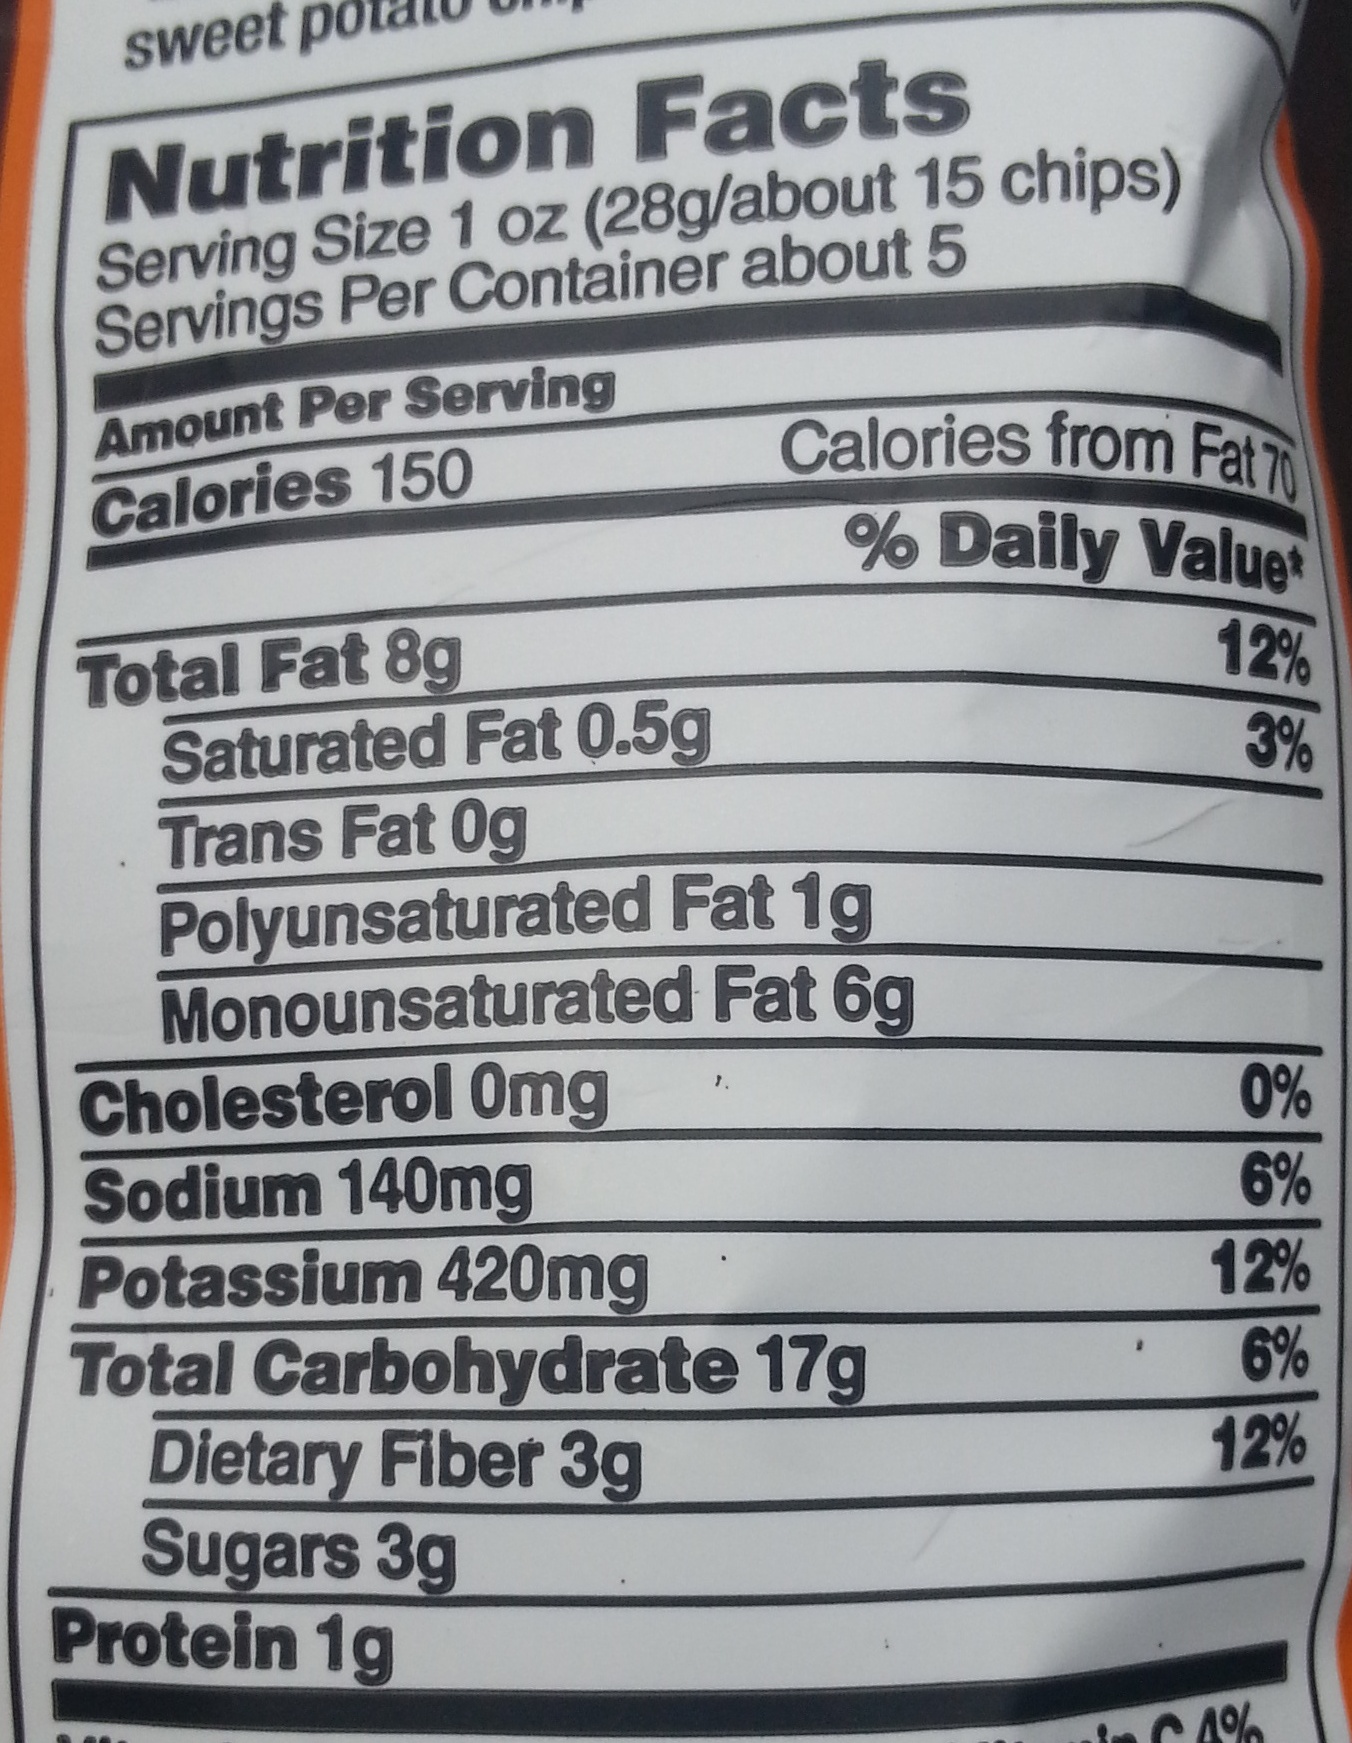 sweet potato
Nutrition Facts
Serving Size 1 oz (28g/about 15 chips)
Servings Per Container about 5
Amount Per Serving
Calories 150 Calories from Fat 70
% Daily Value*
Total Fat 8g 12%
Saturated Fat 0.5g 3%
Trans Fat 0g
Polyunsaturated Fat 1g
Monounsaturated Fat 6g
Cholesterol 0mg 0%
Sodium 140mg 6%
Potassium 420mg 12%
Total Carbohydrate 17g 6%
Dietary Fiber 3g 12%
Sugars 3g
Protein 1g
C 4%